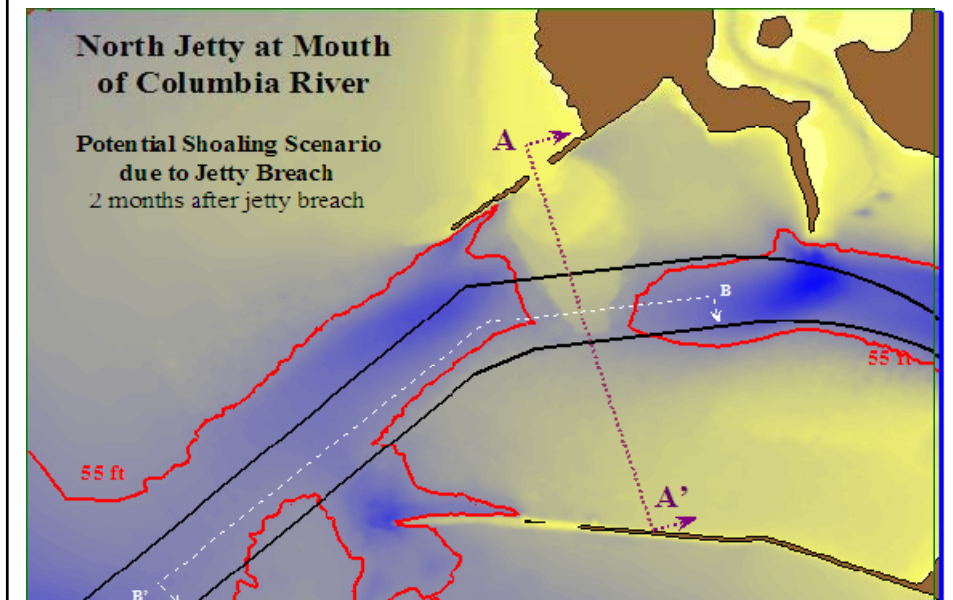 North Jetty at Mouth
of Columbia River
Potential Shoaling Scenario
due to Jetty Breach
2 months after jetty breach
A
B
55 ft
55 ft
A’
B’